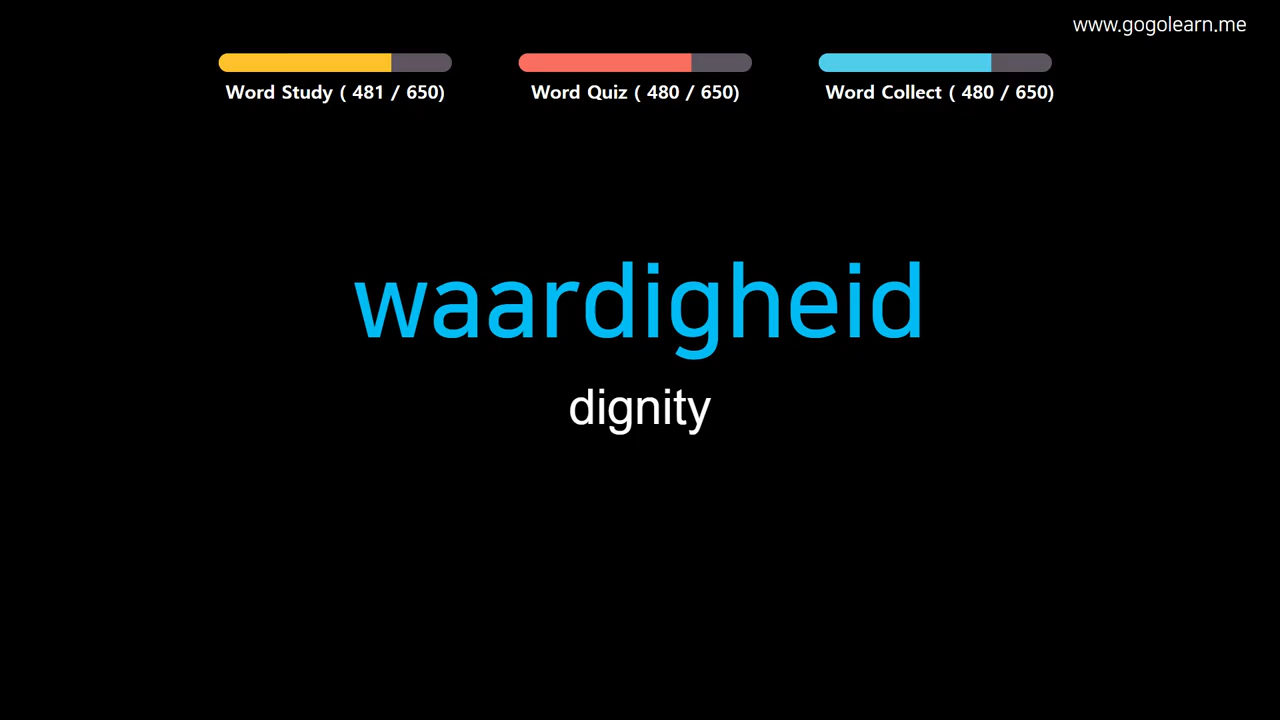 www.gogolearn.me
Word Study ( 481 / 650)
Word Quiz ( 480 / 650)
Word Collect ( 480 / 650)
waardigheid
dignity